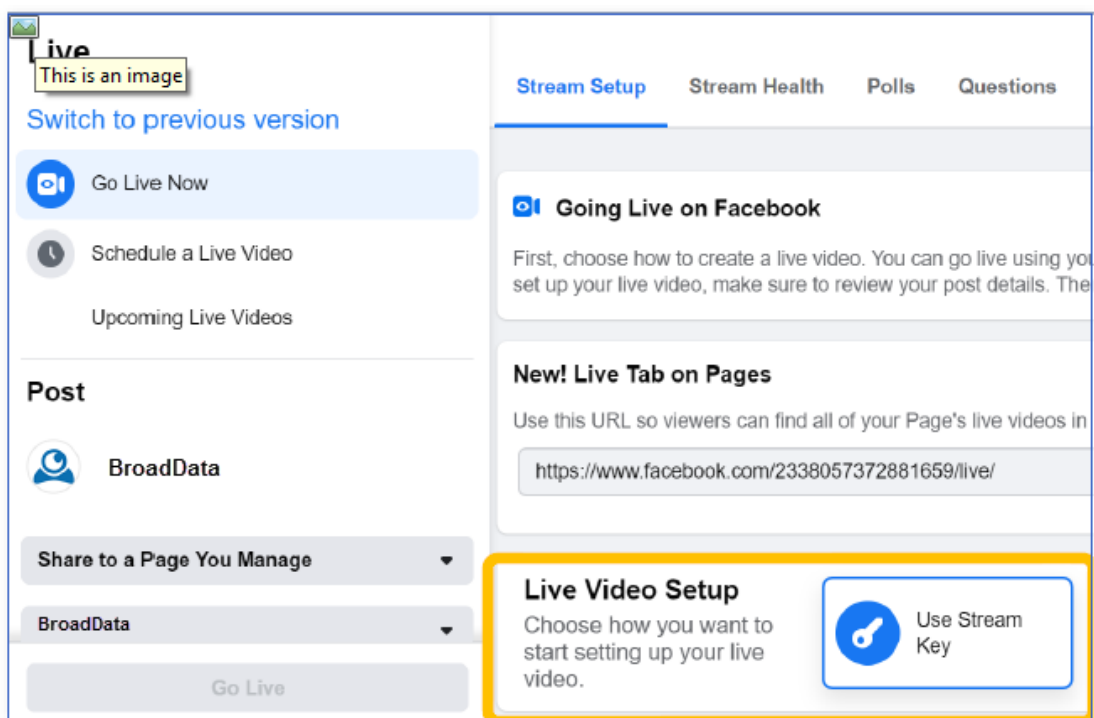 Live
This is an image
Switch to previous version
Go Live Now
Schedule a Live Video
Upcoming Live Videos
Post
BroadData
Share to a Page You Manage
BroadData
Go Live
Stream Setup Stream Health Polls Questions
Going Live on Facebook
First, choose how to create a live video. You can go live using
set up your live video, make sure to review your post details. The
New! Live Tab on Pages
Use this URL so viewers can find all of your Page's live videos in
https://www.facebook.com/2338057372881659/live/
Live Video Setup
Choose how you want to
start setting up your live
video.
Use Stream
Key